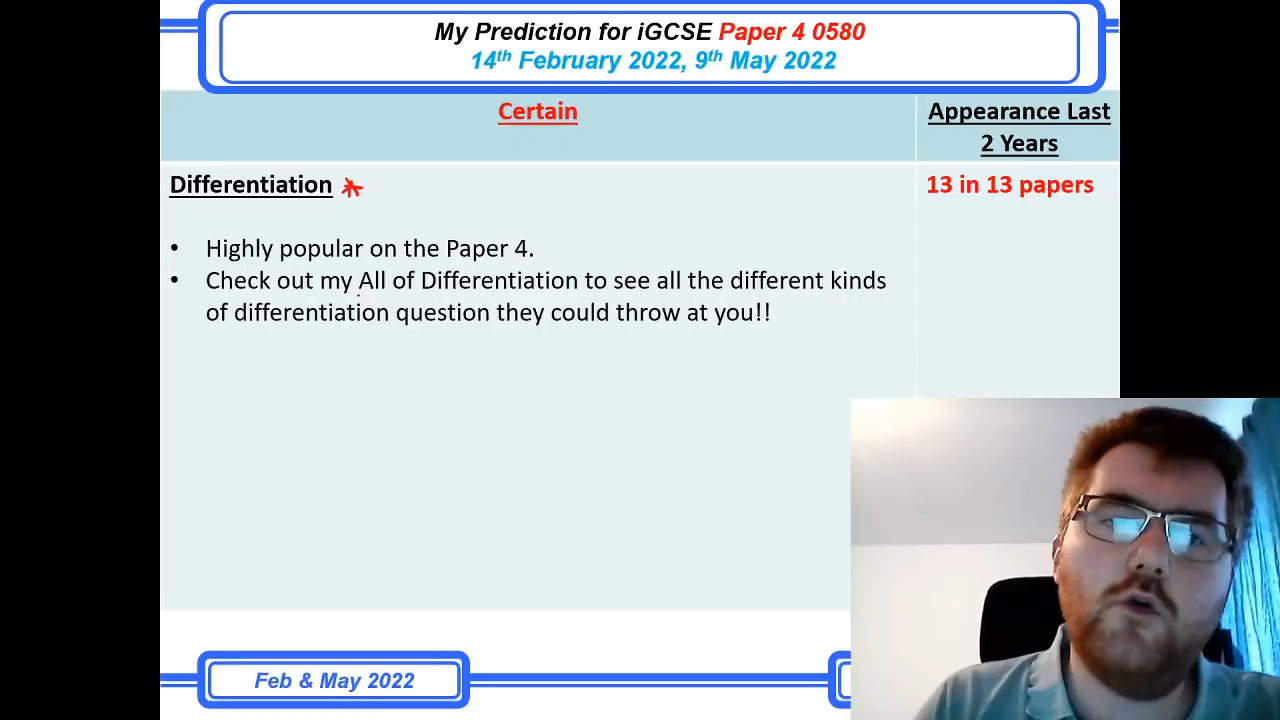 My Prediction for iGCSE Paper 4 0580
14th February 2022, 9th May 2022
Certain
Appearance Last
2 Years
Differentiation
13 in 13 papers
• Highly popular on the Paper 4.
• Check out my All of Differentiation to see all the different kinds
of differentiation question they could throw at you!!
Feb & May 2022